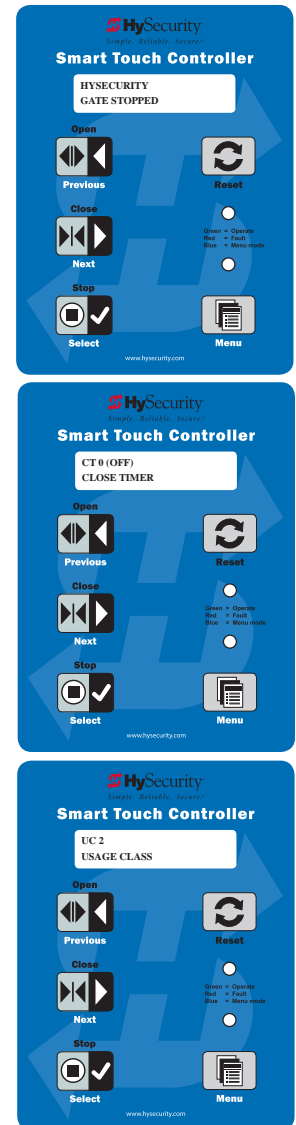 HySecurity
Simple. Reliable. Secure.
Smart Touch Controller
HYSECURITY
GATE STOPPED
Open
Previous
Reset
Close
Next
Green = Operate
Red = Fault
Blue = Menu mode
Stop
Select
Menu
www.hysecurity.com
HySecurity
Simple. Reliable. Secure.
Smart Touch Controller
CT 0 (OFF)
CLOSE TIMER
Open
Previous
Reset
Close
Next
Green = Operate
Red = Fault
Blue = Menu mode
Stop
Select
Menu
www.hysecurity.com
HySecurity
Simple. Reliable. Secure.
Smart Touch Controller
UC 2
USAGE CLASS
Open
Previous
Reset
Close
Next
Green = Operate
Red = Fault
Blue = Menu mode
Stop
Select
Menu
www.hysecurity.com